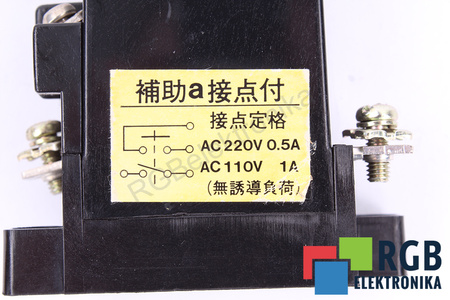 補助a接点付
接点定格
AC220V 0.5A
AC110V 1A
(無誘導負荷)
RGBelektronika
RGB
ELEKTRONIKA